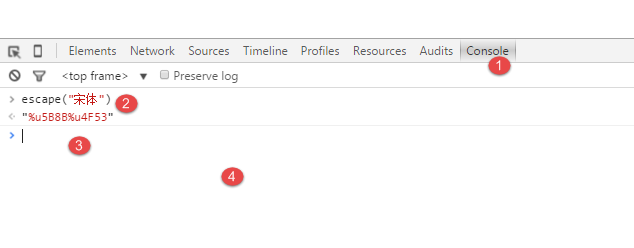 Elements Network Sources Timeline Profiles Resources Audits Console
1
<top frame> ▼ Preserve log
> escape("宋体") 2
< "%u5B8B%u4F53"
> 3
4